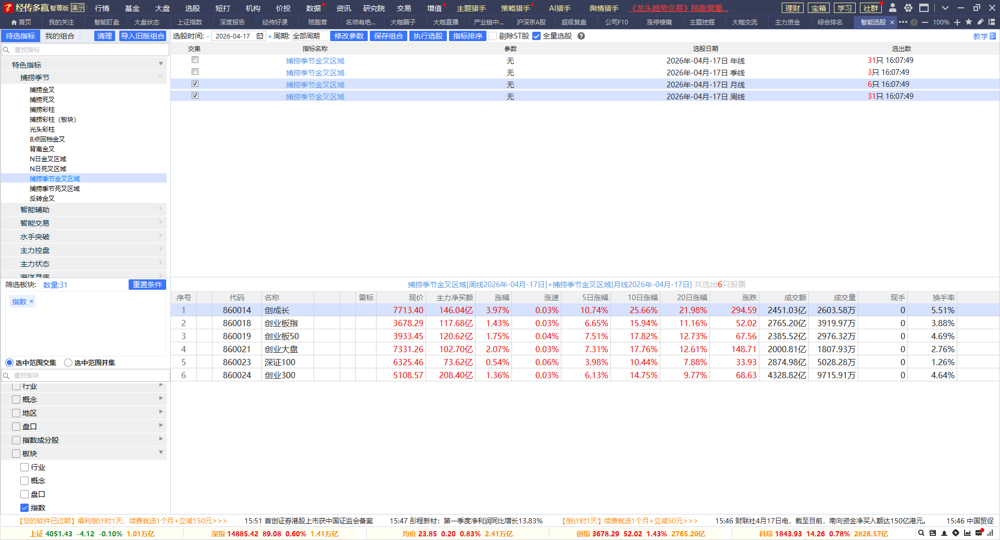 经传多赢智尊版 演示 行情 基金 大盘 选股 短打 机构 价投 数据 资讯 研究院 交易 增值 主题猎手 策略猎手 AI猎手 舆情猎手 《龙头趋势交易》陪跑营重... 理财 宝箱 学习 社群
首页 我的关注 智能盯盘 大盘状态 上证指数 深度报告 经传好课 陪跑营 名师有绝... 大咖圈子 大咖直播 产业链中... 沪深京A股 超级复盘 公司F10 涨停棱镜 主题挖掘 大咖交流 主力资金 综合排名 智能选股 × 100%
待选指标 我的组合 清理 导入旧版组合 选股时间: - 2026-04-17 + 周期: 全部周期 修改参数 保存组合 执行选股 指标排序 剔除ST股 全量选股 教学
查找指标
交集 指标名称 参数 选股日期 选出数
捕捞季节金叉区域 无 2026年-04月-17日 年线 31只 16:07:49
捕捞季节金叉区域 无 2026年-04月-17日 季线 3只 16:07:49
捕捞季节金叉区域 无 2026年-04月-17日 月线 6只 16:07:49
捕捞季节金叉区域 无 2026年-04月-17日 周线 31只 16:07:49
特色指标
捕捞季节
捕捞金叉
捕捞死叉
捕捞彩柱
捕捞彩柱（板块）
光头彩柱
B点回档金叉
背离金叉
N日金叉区域
N日死叉区域
捕捞季节金叉区域
捕捞季节死叉区域
反转金叉
智能辅助
智能交易
水手突破
主力控盘
主力状态
海洋寻底
筛选板块: 数量:31 重置条件
指数 ×
选中范围交集 选中范围并集
查找板块
行业
概念
地区
盘口
指数成分股
板块
行业
概念
盘口
指数
捕捞季节金叉区域[周线2026年-04月-17日]+捕捞季节金叉区域[月线2026年-04月-17日] 共选出6只股票
序号 代码 名称 雷标 现价 主力净买额 涨幅 涨速 5日涨幅 10日涨幅 20日涨幅 涨跌 成交额 成交量 现手 换手率
1 860014 创成长 7713.40 146.04亿 3.97% 0.03% 10.74% 25.66% 21.98% 294.59 2451.03亿 2603.58万 0 5.51%
2 860018 创业板指 3678.29 117.68亿 1.43% 0.03% 6.65% 15.94% 11.16% 52.02 2765.20亿 3919.97万 0 3.88%
3 860019 创业板50 3933.45 120.62亿 1.75% 0.04% 7.51% 17.82% 12.73% 67.56 2385.52亿 2976.32万 0 4.69%
4 860021 创业大盘 7331.26 102.70亿 2.07% 0.03% 7.31% 17.76% 12.61% 148.71 2000.81亿 1807.93万 0 2.76%
5 860023 深证100 6325.46 73.62亿 0.54% 0.06% 3.98% 10.44% 7.88% 33.93 2874.98亿 5028.28万 0 1.26%
6 860024 创业300 5108.57 208.40亿 1.36% 0.03% 6.13% 14.75% 9.77% 68.63 4328.82亿 9715.91万 0 4.64%
【您的软件已过期】福利倒计时1天，续费就送1个月+立减150元>>> 15:51 首创证券港股上市获中国证监会备案 15:47 彤程新材：第一季度净利润同比增长13.83% 【倒计时1天】续费就送1个月+立减50元>>> 15:46 财联社4月17日电，截至目前，南向资金净买入额达150亿港元。 15:46 中国贸促
上证 4051.43 -4.12 -0.10% 1.01万亿 深指 14885.42 89.08 0.60% 1.41万亿 均价 23.85 0.20 0.83% 2.41万亿 创指 3678.29 52.02 1.43% 2765.20亿 科综 1843.93 14.26 0.78% 2826.57亿